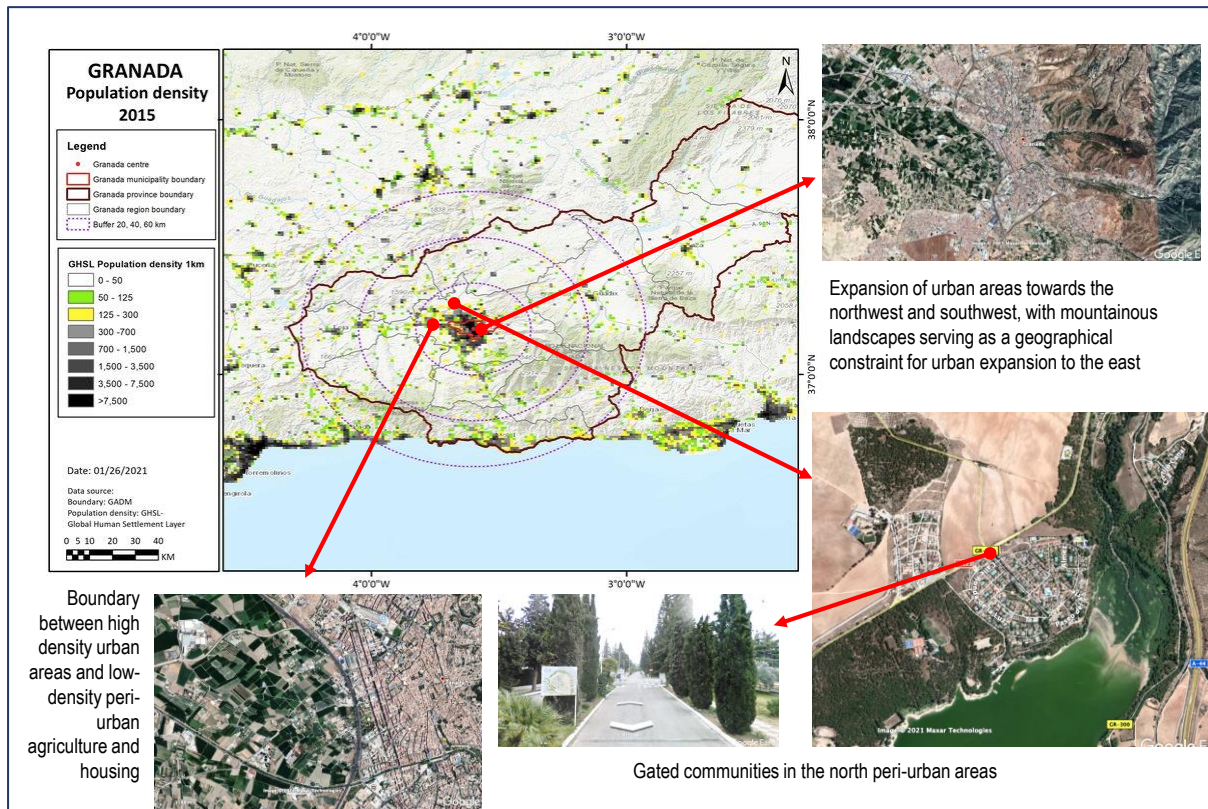 GRANADA
Population density
2015
Legend
Granada centre
Granada municipality boundary
Granada province boundary
Granada region boundary
Buffer 20, 40, 60 km
GHSL Population density 1km
0 - 50
50 - 125
125 - 300
300 -700
700 - 1,500
1,500 - 3,500
3,500 - 7,500
>7,500
Date: 01/26/2021
Data source:
Boundary: GADM
Population density: GHSL-
Global Human Settlement Layer
0 5 10 20 30 40
KM
4°0'0"W
3°0'0"W
N
38°0'0"N
37°0'0"N
4°0'0"W
3°0'0"W
Torremolinos
Granada
Google E
Expansion of urban areas towards the
northwest and southwest, with mountainous
landscapes serving as a geographical
constraint for urban expansion to the east
A-44
GR-300
Image © 2021 Maxar Technologies
Google E
Boundary
between high
density urban
areas and low-
density peri-
urban
agriculture and
housing
Google
Gated communities in the north peri-urban areas